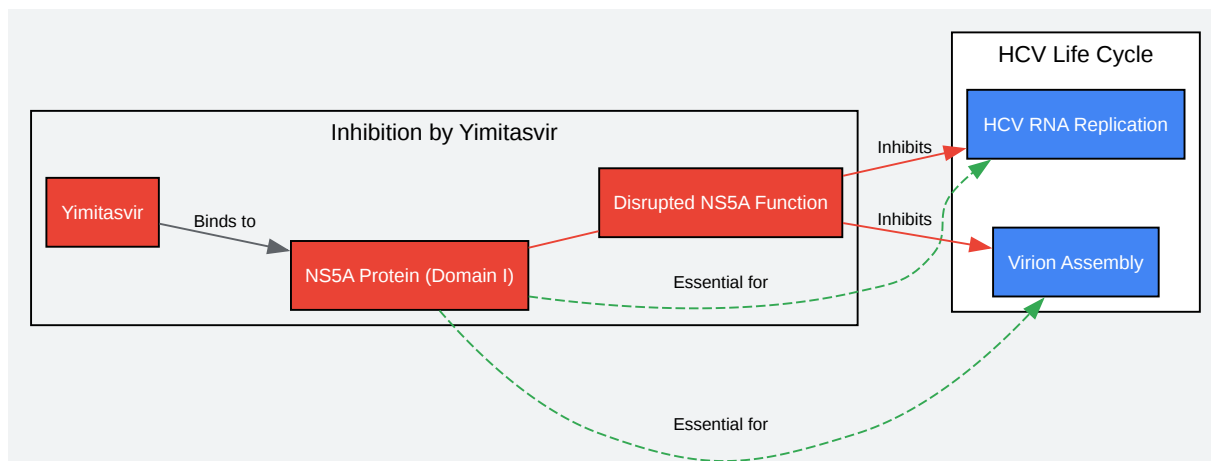 HCV Life Cycle
Inhibition by Yimitasvir
HCV RNA Replication
Inhibits
Disrupted NS5A Function
Yimitasvir
Binds to
Inhibits
NS5A Protein (Domain I)
Virion Assembly
Essential for
Essential for